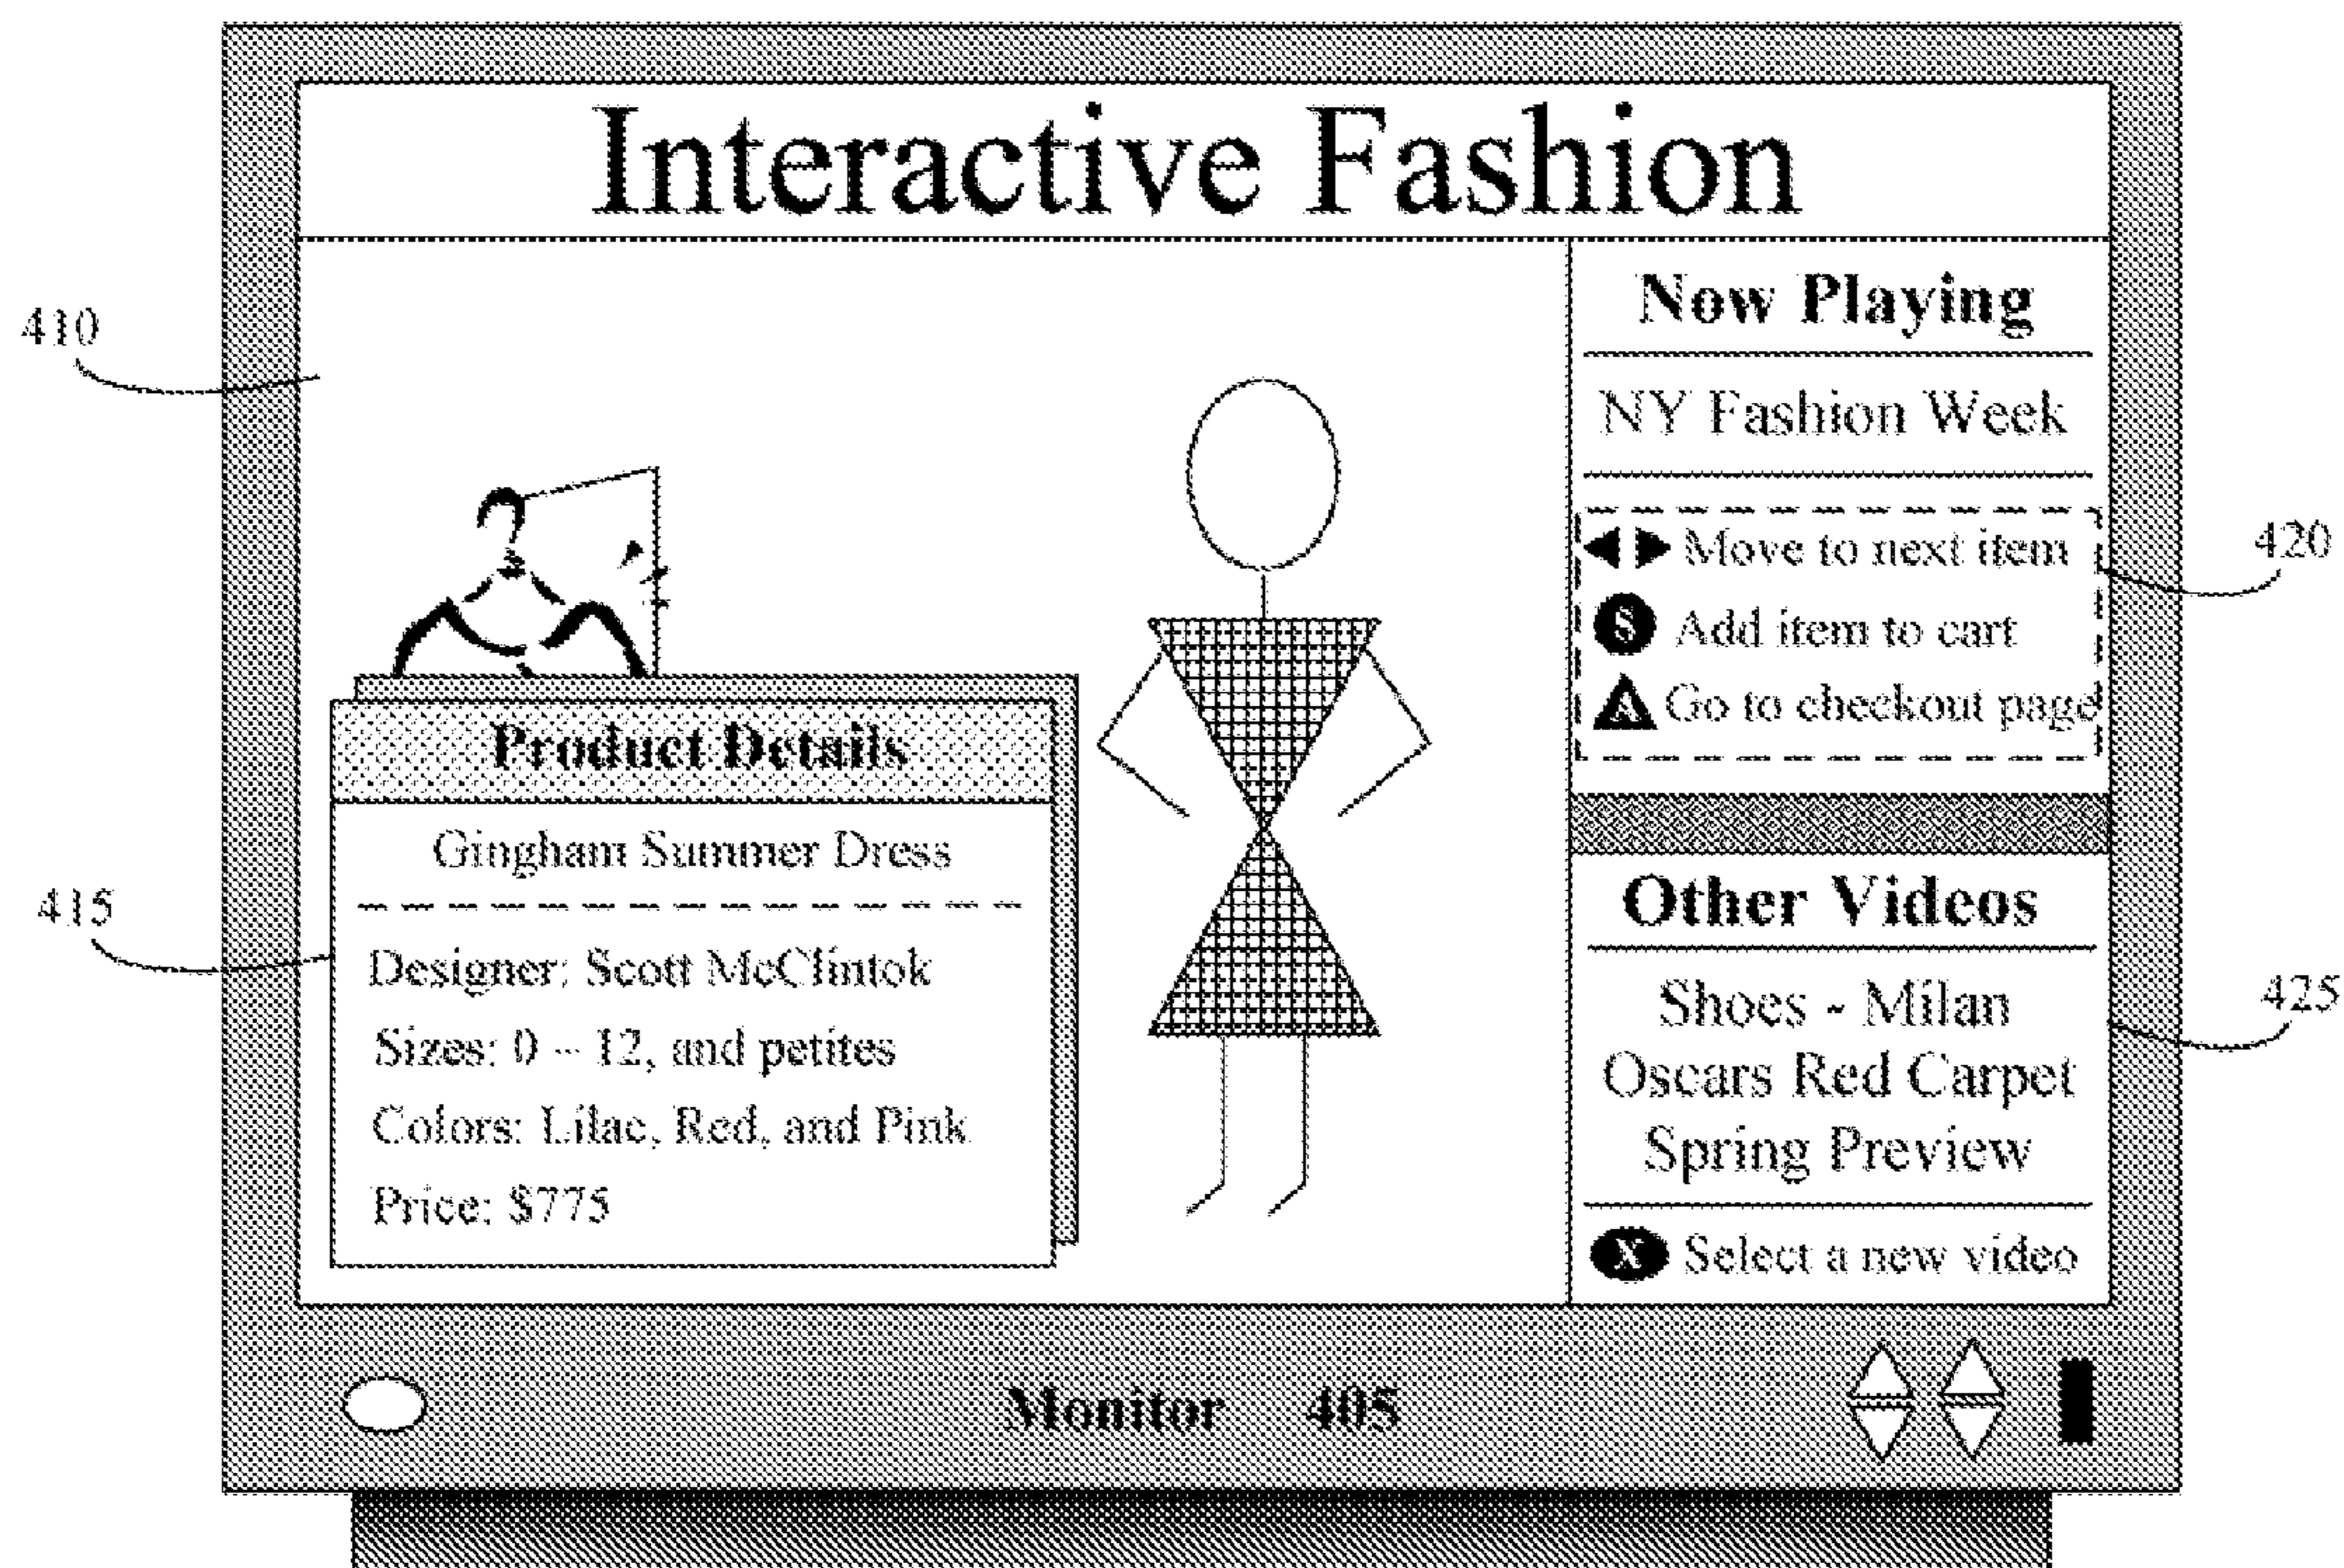 Interactive Fashion
410
Now Playing
NY Fashion Week
Move to next item
S Add item to cart
A Go to checkout page
420
Product Details
Gingham Summer Dress
415
Designer: Scott McClintok
Sizes: 0 – 12, and petites
Colors: Lilac, Red, and Pink
Price: $775
Other Videos
Shoes - Milan
Oscars Red Carpet
Spring Preview
425
X Select a new video
Monitor 405